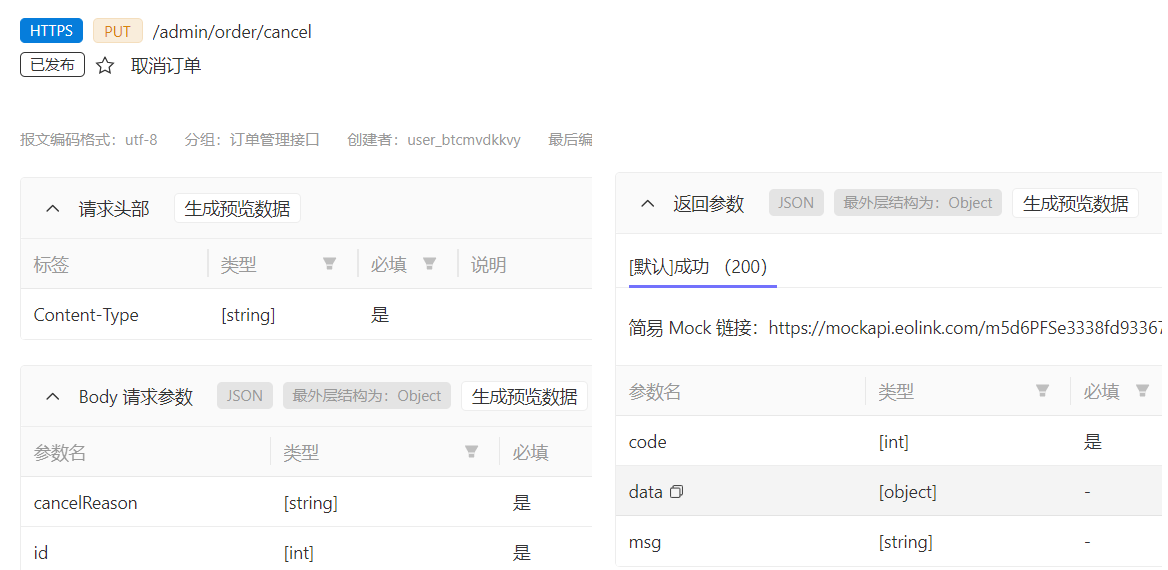 HTTPS PUT /admin/order/cancel
已发布 取消订单
报文编码格式：utf-8 分组：订单管理接口 创建者：user_btcmvdkkvy 最后编
请求头部 生成预览数据
标签 类型 必填 说明
Content-Type [string] 是
Body 请求参数 JSON 最外层结构为：Object 生成预览数据
参数名 类型 必填
cancelReason [string] 是
id [int] 是
返回参数 JSON 最外层结构为：Object 生成预览数据
[默认]成功 （200）
简易 Mock 链接：https://mockapi.eolink.com/m5d6PFSe3338fd93367
参数名 类型 必填
code [int] 是
data [object] -
msg [string] -